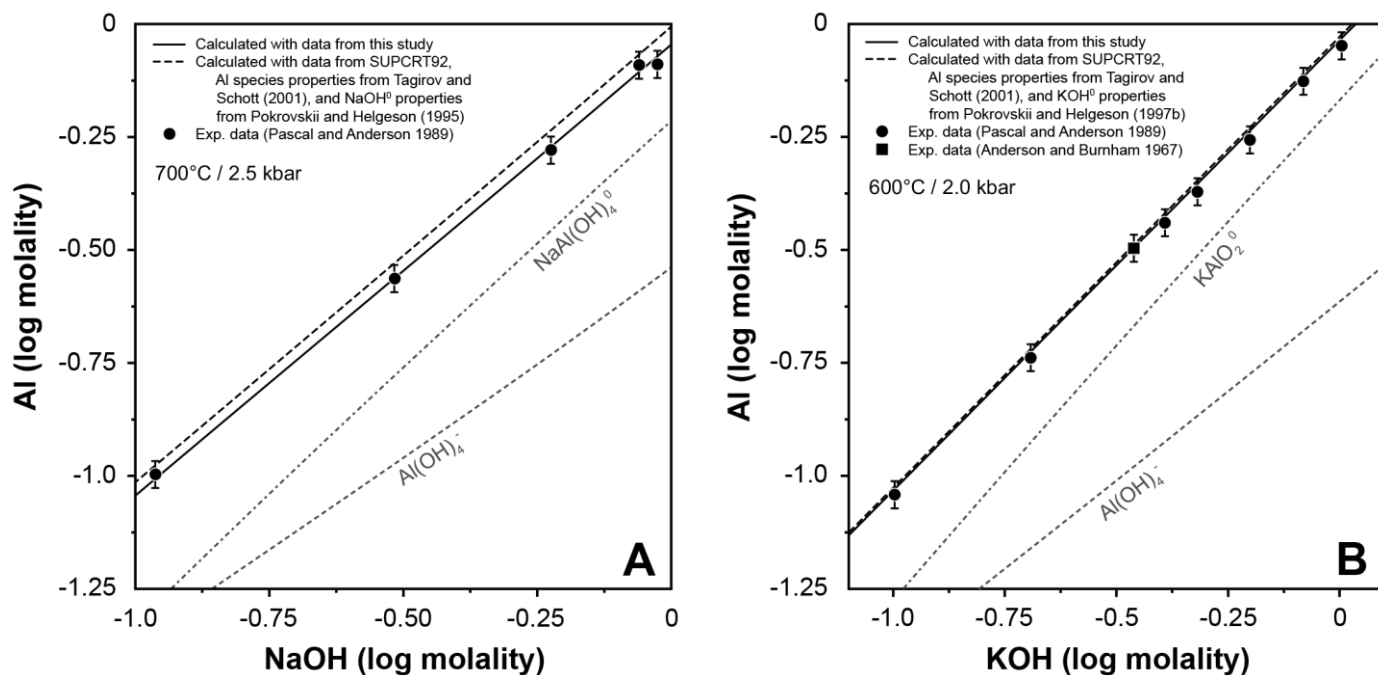 0
Calculated with data from this study
Calculated with data from SUPCRT92,
Al species properties from Tagirov and
Schott (2001), and NaOH⁰ properties
from Pokrovskii and Helgeson (1995)
Exp. data (Pascal and Anderson 1989)
700°C / 2.5 kbar
-0.25
-0.50
-0.75
-1.0
-1.25
Al (log molality)
NaAl(OH)₄⁰
Al(OH)₄⁻
A
-1.0
-0.75
-0.50
-0.25
0
NaOH (log molality)
0
Calculated with data from this study
Calculated with data from SUPCRT92,
Al species properties from Tagirov and
Schott (2001), and KOH⁰ properties
from Pokrovskii and Helgeson (1997b)
Exp. data (Pascal and Anderson 1989)
Exp. data (Anderson and Burnham 1967)
600°C / 2.0 kbar
-0.25
-0.5
-0.75
-1.0
-1.25
Al (log molality)
KAlO₂⁰
Al(OH)₄⁻
B
-1.0
-0.75
-0.50
-0.25
0
KOH (log molality)